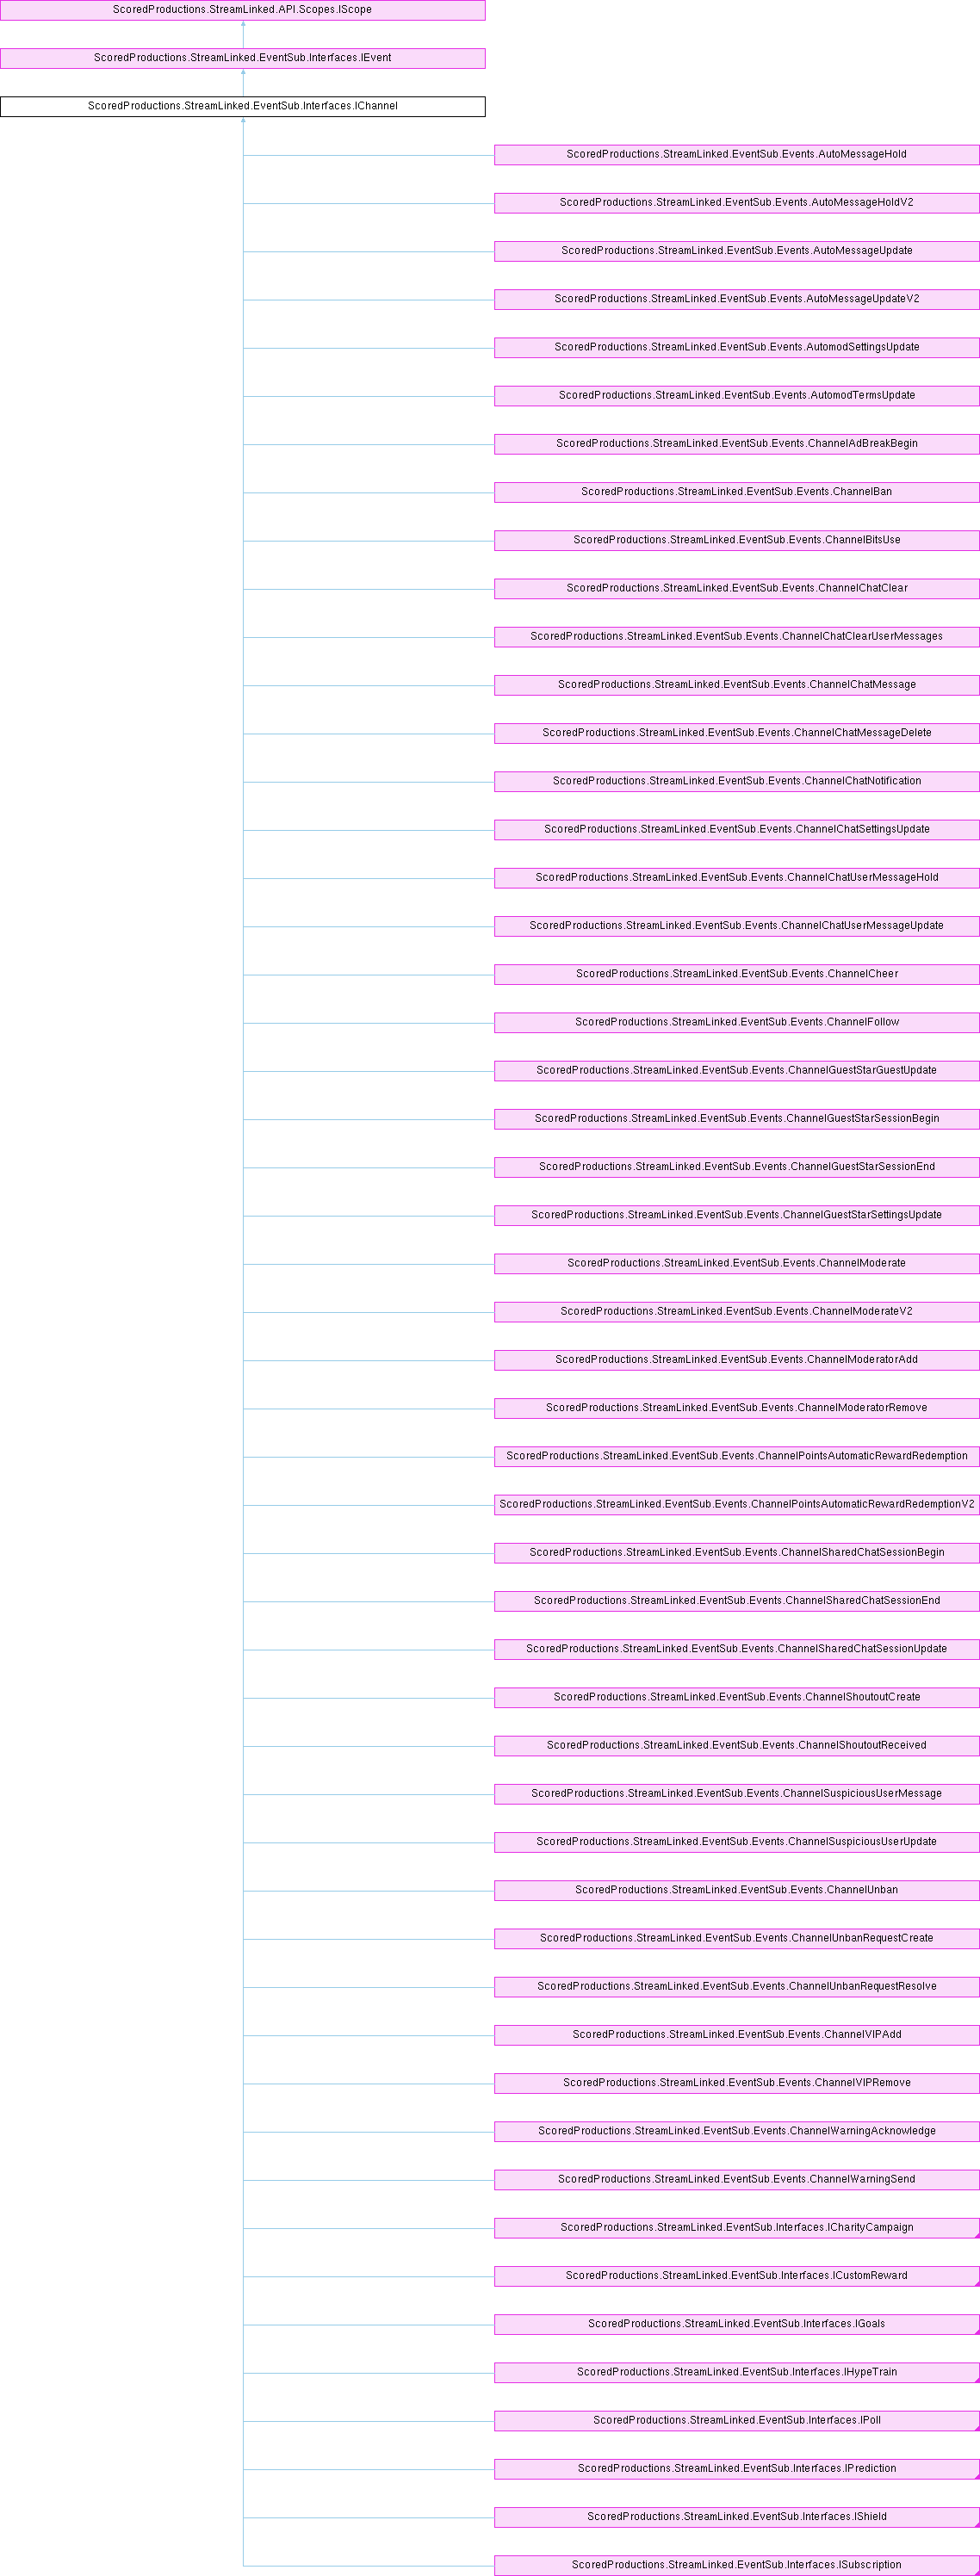 ScoredProductions.StreamLinked.API.Scopes.IScope
ScoredProductions.StreamLinked.EventSub.Interfaces.IEvent
ScoredProductions.StreamLinked.EventSub.Interfaces.IChannel
ScoredProductions.StreamLinked.EventSub.Events.AutoMessageHold
ScoredProductions.StreamLinked.EventSub.Events.AutoMessageHoldV2
ScoredProductions.StreamLinked.EventSub.Events.AutoMessageUpdate
ScoredProductions.StreamLinked.EventSub.Events.AutoMessageUpdateV2
ScoredProductions.StreamLinked.EventSub.Events.AutomodSettingsUpdate
ScoredProductions.StreamLinked.EventSub.Events.AutomodTermsUpdate
ScoredProductions.StreamLinked.EventSub.Events.ChannelAdBreakBegin
ScoredProductions.StreamLinked.EventSub.Events.ChannelBan
ScoredProductions.StreamLinked.EventSub.Events.ChannelBitsUse
ScoredProductions.StreamLinked.EventSub.Events.ChannelChatClear
ScoredProductions.StreamLinked.EventSub.Events.ChannelChatClearUserMessages
ScoredProductions.StreamLinked.EventSub.Events.ChannelChatMessage
ScoredProductions.StreamLinked.EventSub.Events.ChannelChatMessageDelete
ScoredProductions.StreamLinked.EventSub.Events.ChannelChatNotification
ScoredProductions.StreamLinked.EventSub.Events.ChannelChatSettingsUpdate
ScoredProductions.StreamLinked.EventSub.Events.ChannelChatUserMessageHold
ScoredProductions.StreamLinked.EventSub.Events.ChannelChatUserMessageUpdate
ScoredProductions.StreamLinked.EventSub.Events.ChannelCheer
ScoredProductions.StreamLinked.EventSub.Events.ChannelFollow
ScoredProductions.StreamLinked.EventSub.Events.ChannelGuestStarGuestUpdate
ScoredProductions.StreamLinked.EventSub.Events.ChannelGuestStarSessionBegin
ScoredProductions.StreamLinked.EventSub.Events.ChannelGuestStarSessionEnd
ScoredProductions.StreamLinked.EventSub.Events.ChannelGuestStarSettingsUpdate
ScoredProductions.StreamLinked.EventSub.Events.ChannelModerate
ScoredProductions.StreamLinked.EventSub.Events.ChannelModerateV2
ScoredProductions.StreamLinked.EventSub.Events.ChannelModeratorAdd
ScoredProductions.StreamLinked.EventSub.Events.ChannelModeratorRemove
ScoredProductions.StreamLinked.EventSub.Events.ChannelPointsAutomaticRewardRedemption
ScoredProductions.StreamLinked.EventSub.Events.ChannelPointsAutomaticRewardRedemptionV2
ScoredProductions.StreamLinked.EventSub.Events.ChannelSharedChatSessionBegin
ScoredProductions.StreamLinked.EventSub.Events.ChannelSharedChatSessionEnd
ScoredProductions.StreamLinked.EventSub.Events.ChannelSharedChatSessionUpdate
ScoredProductions.StreamLinked.EventSub.Events.ChannelShoutoutCreate
ScoredProductions.StreamLinked.EventSub.Events.ChannelShoutoutReceived
ScoredProductions.StreamLinked.EventSub.Events.ChannelSuspiciousUserMessage
ScoredProductions.StreamLinked.EventSub.Events.ChannelSuspiciousUserUpdate
ScoredProductions.StreamLinked.EventSub.Events.ChannelUnban
ScoredProductions.StreamLinked.EventSub.Events.ChannelUnbanRequestCreate
ScoredProductions.StreamLinked.EventSub.Events.ChannelUnbanRequestResolve
ScoredProductions.StreamLinked.EventSub.Events.ChannelVIPAdd
ScoredProductions.StreamLinked.EventSub.Events.ChannelVIPRemove
ScoredProductions.StreamLinked.EventSub.Events.ChannelWarningAcknowledge
ScoredProductions.StreamLinked.EventSub.Events.ChannelWarningSend
ScoredProductions.StreamLinked.EventSub.Interfaces.ICharityCampaign
ScoredProductions.StreamLinked.EventSub.Interfaces.ICustomReward
ScoredProductions.StreamLinked.EventSub.Interfaces.IGoals
ScoredProductions.StreamLinked.EventSub.Interfaces.IHypeTrain
ScoredProductions.StreamLinked.EventSub.Interfaces.IPoll
ScoredProductions.StreamLinked.EventSub.Interfaces.IPrediction
ScoredProductions.StreamLinked.EventSub.Interfaces.IShield
ScoredProductions.StreamLinked.EventSub.Interfaces.ISubscription